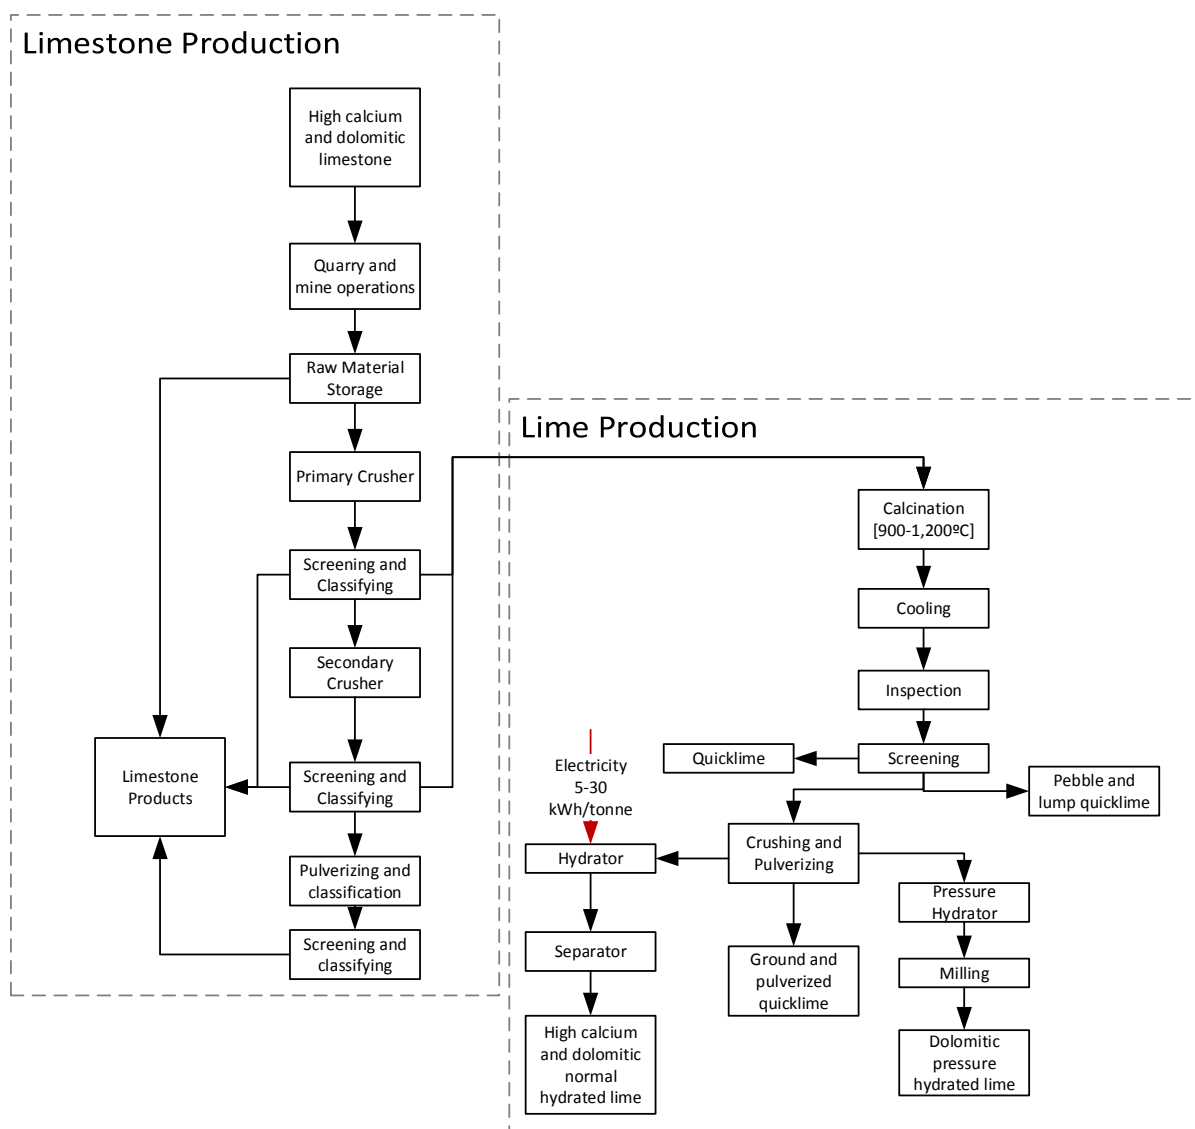 Limestone Production
High calcium
and dolomitic
limestone
Quarry and
mine operations
Raw Material
Storage
Primary Crusher
Screening and
Classifying
Secondary
Crusher
Limestone
Products
Screening and
Classifying
Pulverizing and
classification
Screening and
classifying
Lime Production
Calcination
[900-1,200ºC]
Cooling
Inspection
Screening
Quicklime
Pebble and
lump quicklime
Electricity
5-30
kWh/tonne
Hydrator
Crushing and
Pulverizing
Pressure
Hydrator
Separator
Ground and
pulverized
quicklime
Milling
High calcium
and dolomitic
normal
hydrated lime
Dolomitic
pressure
hydrated lime